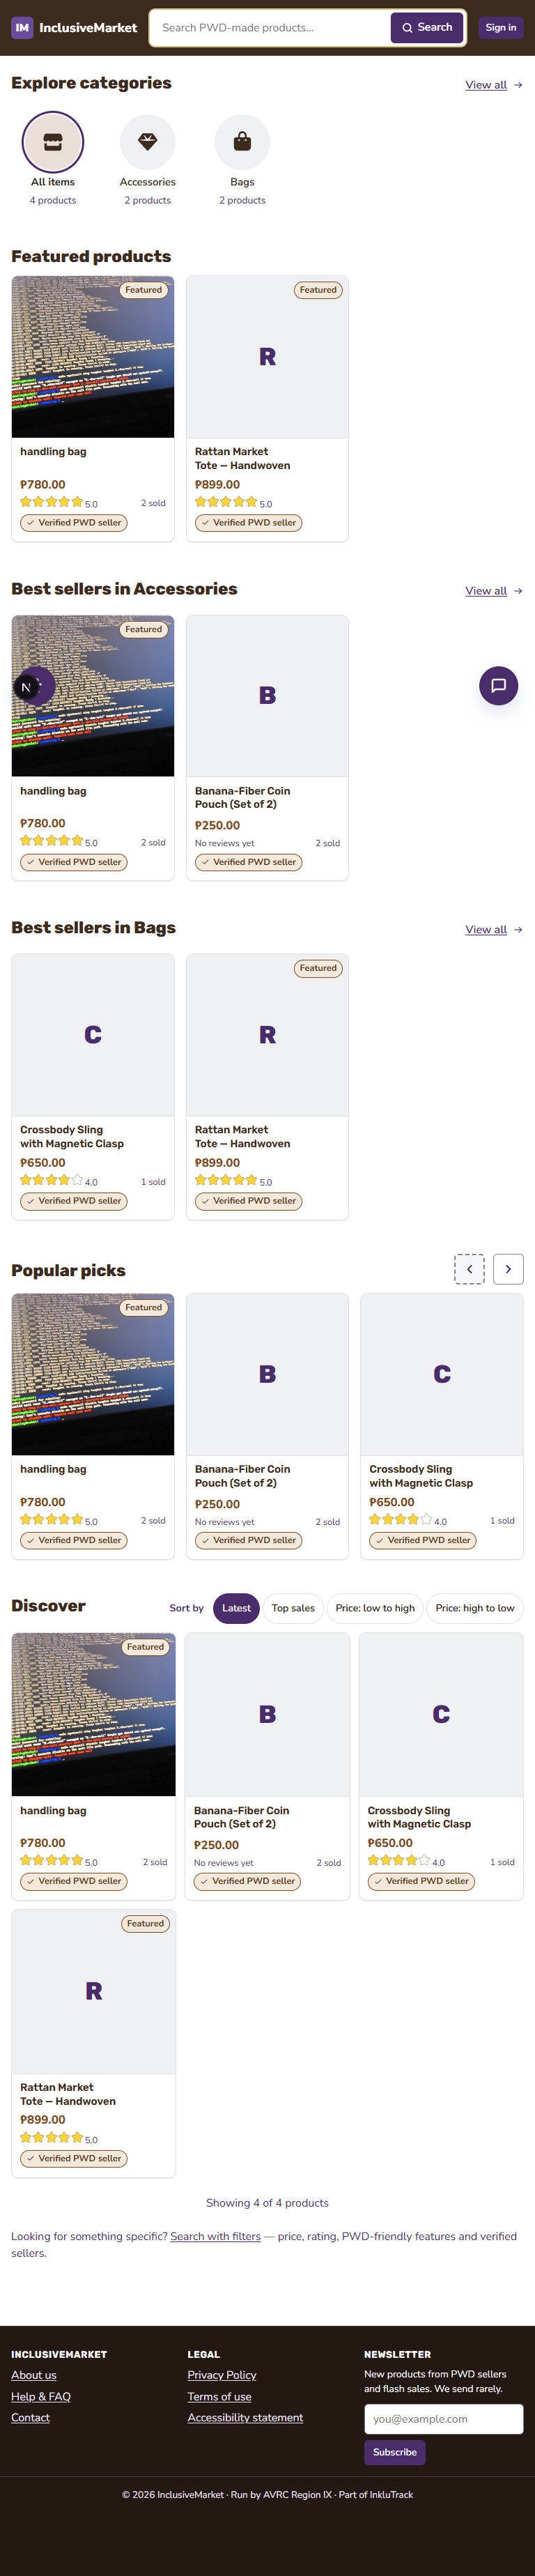 IM InclusiveMarket Search PWD-made products... Search Sign in
Explore categories View all
All items Accessories Bags
4 products 2 products 2 products
Featured products
Featured Featured
R
handling bag Rattan Market
Tote — Handwoven
₱780.00 ₱899.00
5.0 2 sold 5.0
Verified PWD seller Verified PWD seller
Best sellers in Accessories View all
Featured
N B
handling bag Banana-Fiber Coin
Pouch (Set of 2)
₱780.00 ₱250.00
5.0 2 sold No reviews yet 2 sold
Verified PWD seller Verified PWD seller
Best sellers in Bags View all
Featured
C R
Crossbody Sling Rattan Market
with Magnetic Clasp Tote — Handwoven
₱650.00 ₱899.00
4.0 1 sold 5.0
Verified PWD seller Verified PWD seller
Popular picks
Featured
B C
handling bag Banana-Fiber Coin Crossbody Sling
Pouch (Set of 2) with Magnetic Clasp
₱780.00 ₱250.00 ₱650.00
5.0 2 sold No reviews yet 2 sold 4.0 1 sold
Verified PWD seller Verified PWD seller Verified PWD seller
Discover Sort by Latest Top sales Price: low to high Price: high to low
Featured
B C
handling bag Banana-Fiber Coin Crossbody Sling
Pouch (Set of 2) with Magnetic Clasp
₱780.00 ₱250.00 ₱650.00
5.0 2 sold No reviews yet 2 sold 4.0 1 sold
Verified PWD seller Verified PWD seller Verified PWD seller
Featured
R
Rattan Market
Tote — Handwoven
₱899.00
5.0
Verified PWD seller
Showing 4 of 4 products
Looking for something specific? Search with filters — price, rating, PWD-friendly features and verified
sellers.
INCLUSIVEMARKET LEGAL NEWSLETTER
About us Privacy Policy New products from PWD sellers
and flash sales. We send rarely.
Help & FAQ Terms of use
Contact Accessibility statement you@example.com
Subscribe
© 2026 InclusiveMarket · Run by AVRC Region IX · Part of InkluTrack